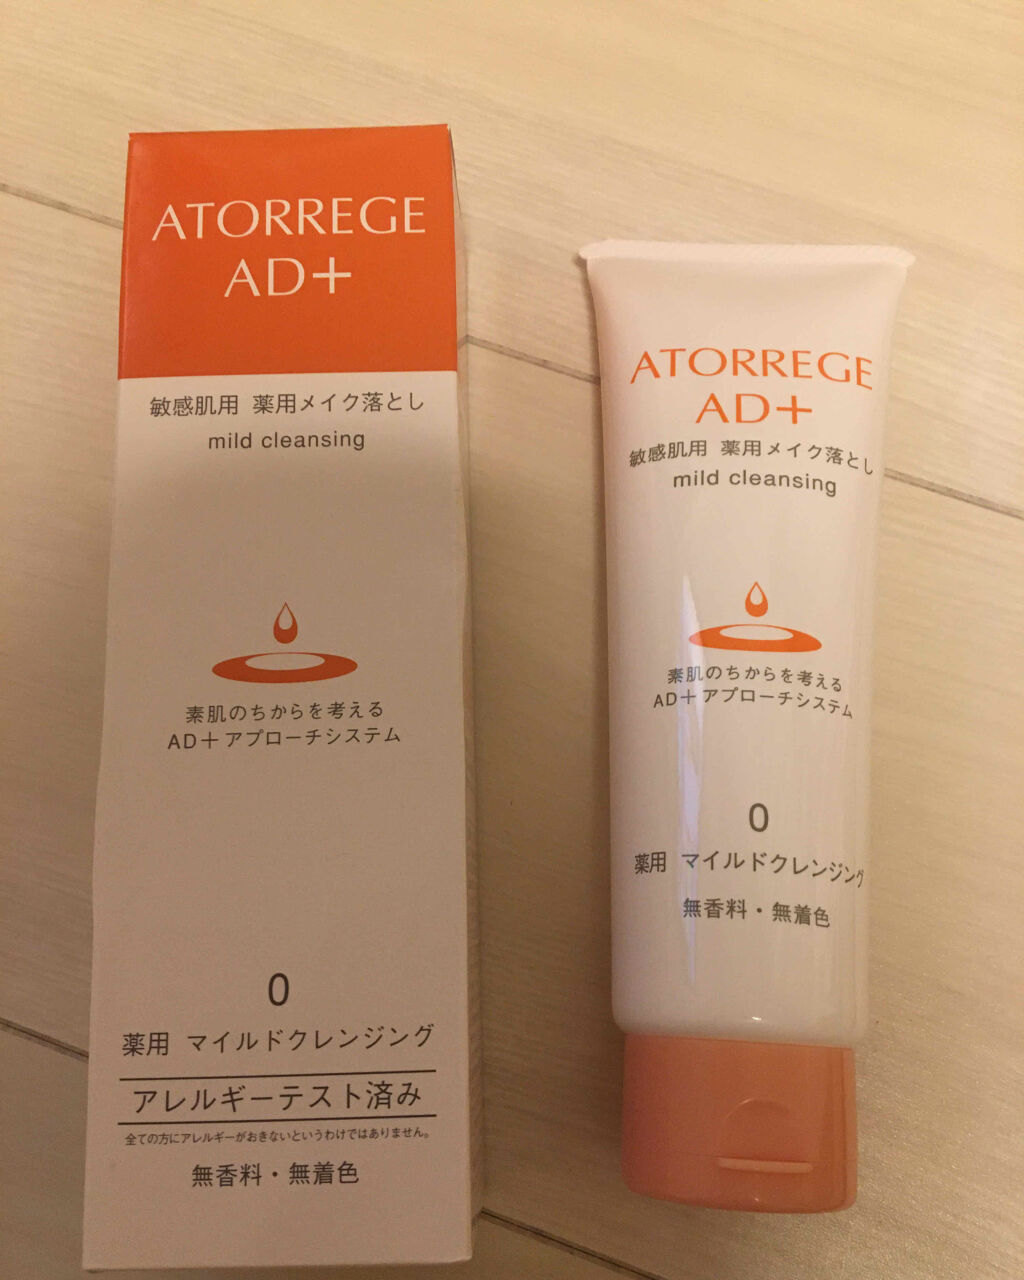 ATORREGE
AD+
敏感肌用 薬用メイク落とし
mild cleansing
素肌のちからを考える
AD+アプローチシステム
0
薬用 マイルドクレンジング
アレルギーテスト済み
全ての方にアレルギーがおきないというわけではありません。
無香料・無着色
ATORREGE
AD+
敏感肌用 薬用メイク落とし
mild cleansing
素肌のちからを考える
AD+アプローチシステム
0
薬用 マイルドクレンジング
無香料・無着色